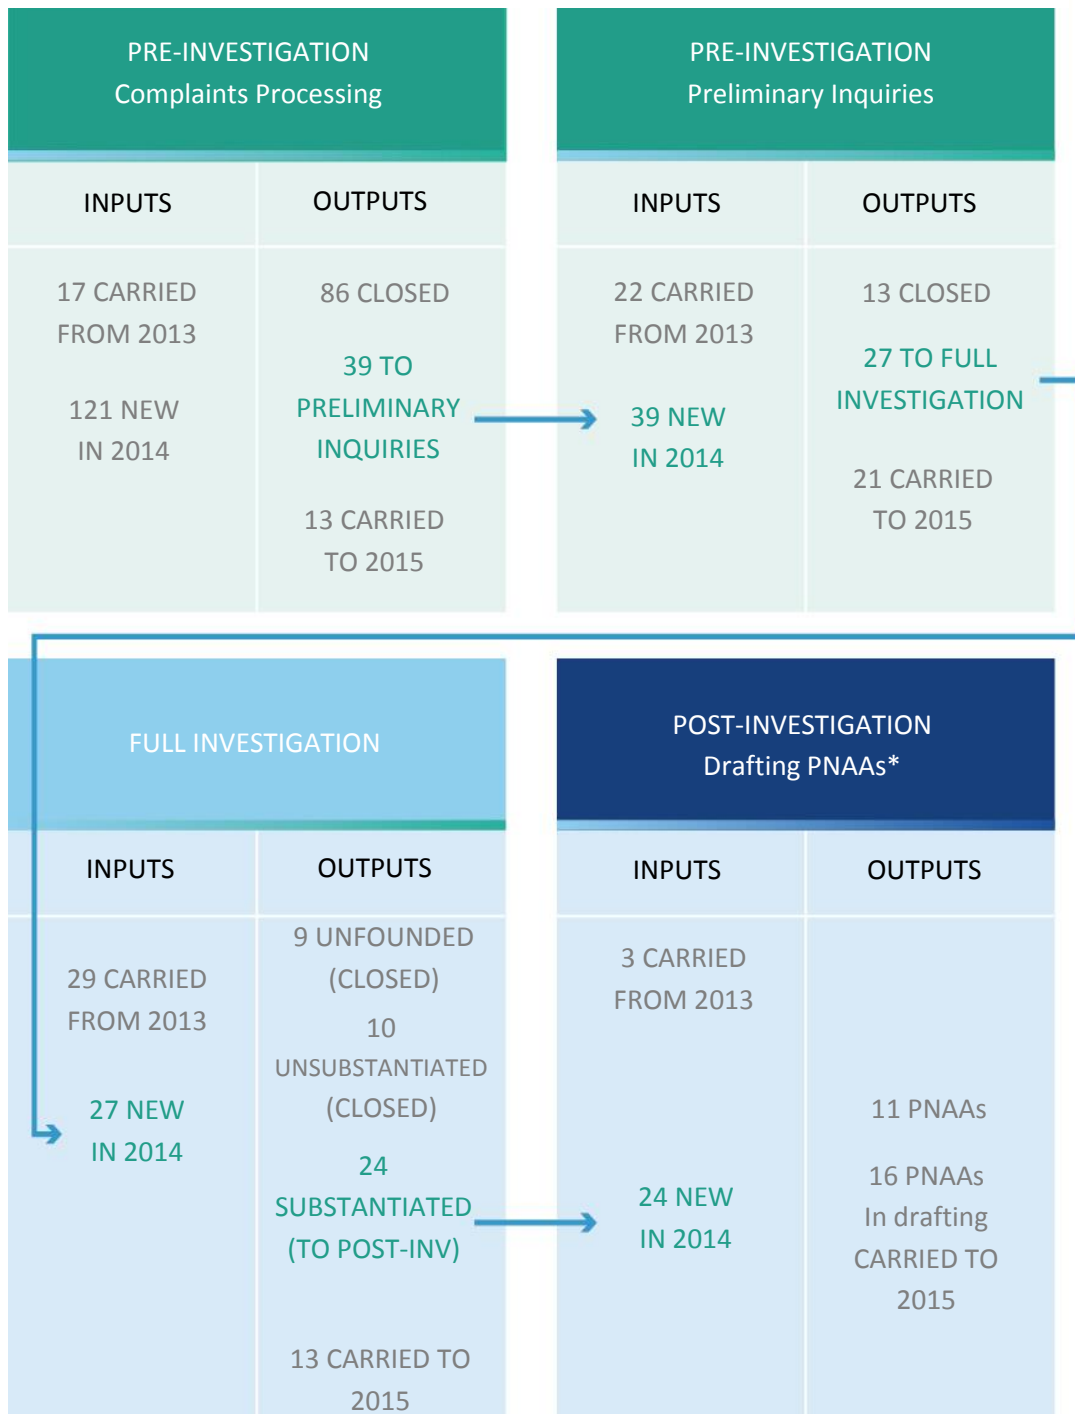 PRE-INVESTIGATION
Complaints Processing
INPUTS
OUTPUTS
17 CARRIED
FROM 2013
121 NEW
IN 2014
86 CLOSED
39 TO
PRELIMINARY
INQUIRIES
13 CARRIED
TO 2015
PRE-INVESTIGATION
Preliminary Inquiries
INPUTS
OUTPUTS
22 CARRIED
FROM 2013
39 NEW
IN 2014
13 CLOSED
27 TO FULL
INVESTIGATION
21 CARRIED
TO 2015
FULL INVESTIGATION
INPUTS
OUTPUTS
29 CARRIED
FROM 2013
27 NEW
IN 2014
9 UNFOUNDED
(CLOSED)
10
UNSUBSTANTIATED
(CLOSED)
24
SUBSTANTIATED
(TO POST-INV)
13 CARRIED TO
2015
POST-INVESTIGATION
Drafting PNAAs*
INPUTS
OUTPUTS
3 CARRIED
FROM 2013
24 NEW
IN 2014
11 PNAAs
16 PNAAs
In drafting
CARRIED TO
2015